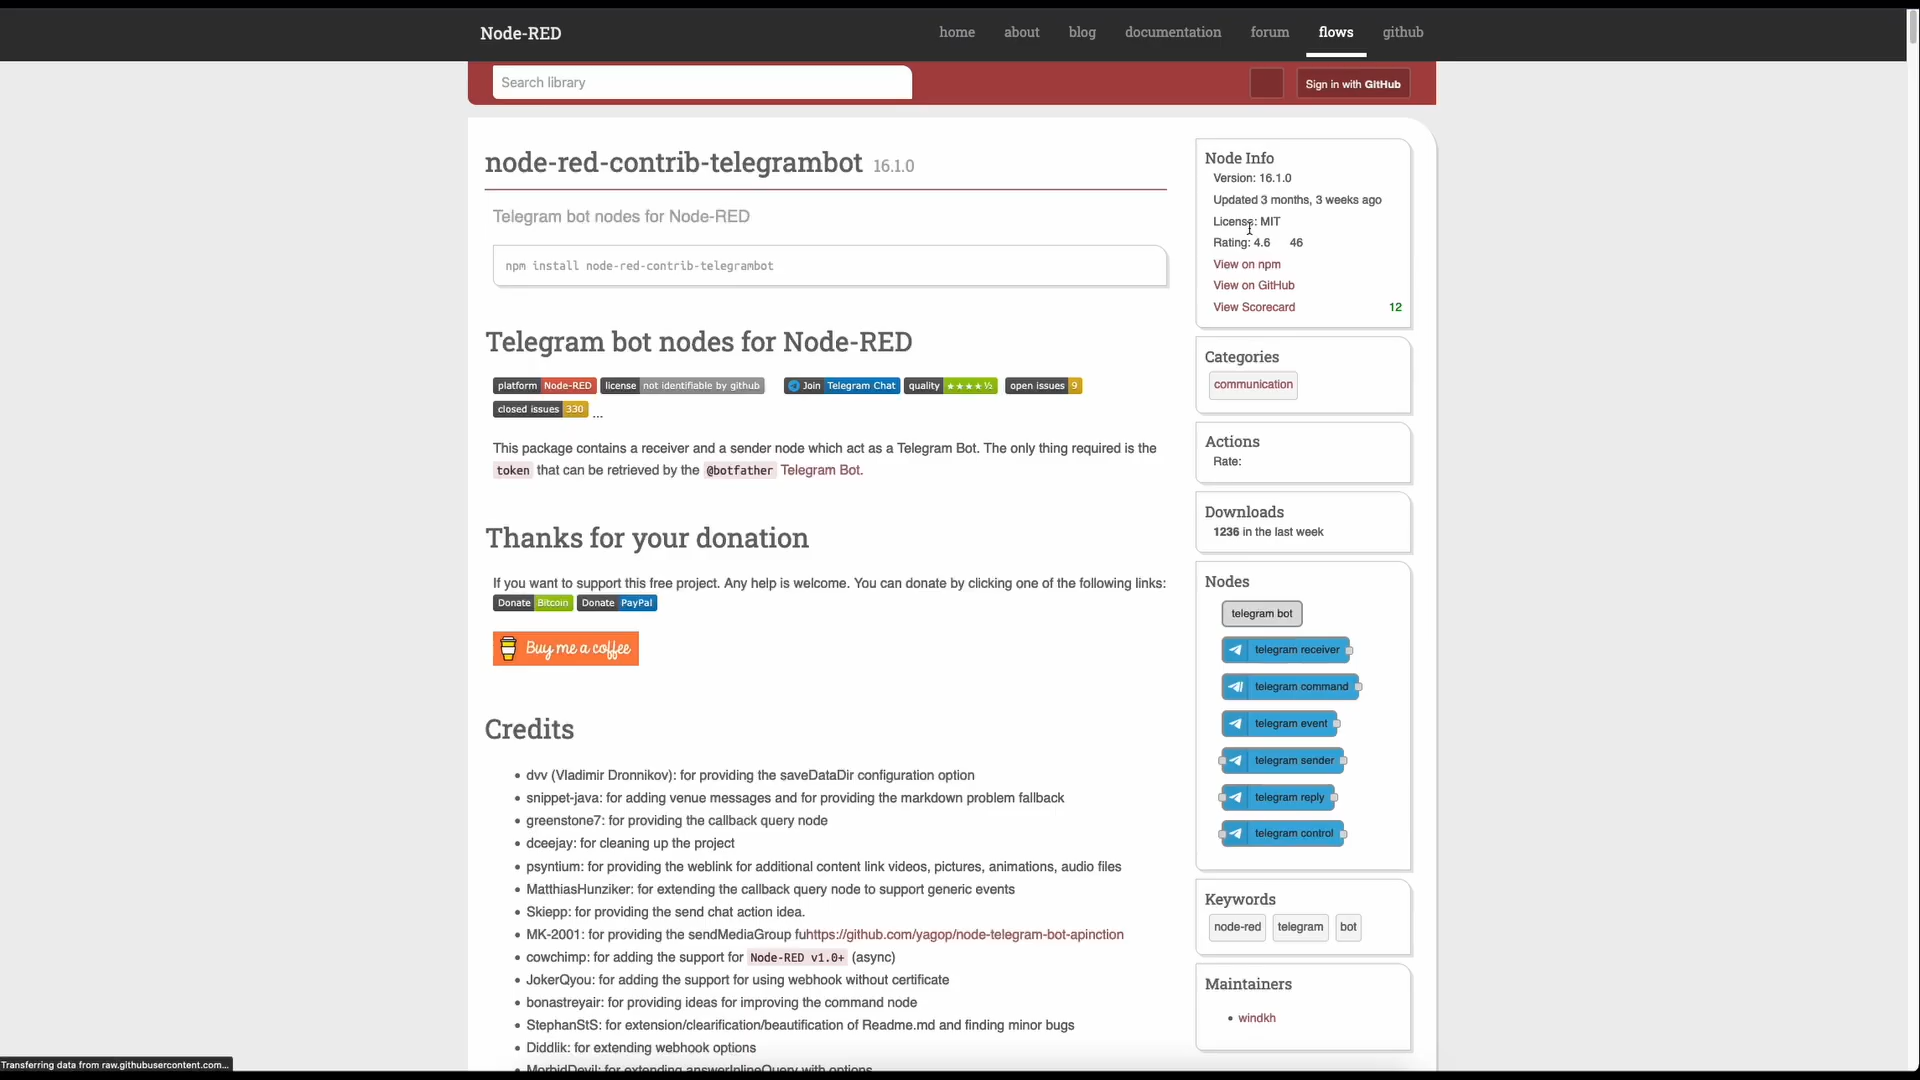 Node-RED
home about blog documentation forum flows github
Search library
Sign in with GitHub
node-red-contrib-telegrambot 16.1.0
Telegram bot nodes for Node-RED
npm install node-red-contrib-telegrambot
Telegram bot nodes for Node-RED
platform Node-RED license not identifiable by github Join Telegram Chat quality ★★★★½ open issues 9
closed issues 330 ...
This package contains a receiver and a sender node which act as a Telegram Bot. The only thing required is the
token that can be retrieved by the @botfather Telegram Bot.
Thanks for your donation
If you want to support this free project. Any help is welcome. You can donate by clicking one of the following links:
Donate Bitcoin Donate PayPal
Buy me a coffee
Credits
• dvv (Vladimir Dronnikov): for providing the saveDataDir configuration option
• snippet-java: for adding venue messages and for providing the markdown problem fallback
• greenstone7: for providing the callback query node
• dceejay: for cleaning up the project
• psyntium: for providing the weblink for additional content link videos, pictures, animations, audio files
• MatthiasHunziker: for extending the callback query node to support generic events
• Skiepp: for providing the send chat action idea.
• MK-2001: for providing the sendMediaGroup fuhttps://github.com/yagop/node-telegram-bot-apinction
• cowchimp: for adding the support for Node-RED v1.0+ (async)
• JokerQyou: for adding the support for using webhook without certificate
• bonastreyair: for providing ideas for improving the command node
• StephanStS: for extension/clearification/beautification of Readme.md and finding minor bugs
• Diddlik: for extending webhook options
• MorbidDevil: for extending answerInlineQuery with options
Node Info
Version: 16.1.0
Updated 3 months, 3 weeks ago
License: MIT
Rating: 4.6 46
View on npm
View on GitHub
View Scorecard 12
Categories
communication
Actions
Rate:
Downloads
1236 in the last week
Nodes
telegram bot
telegram receiver
telegram command
telegram event
telegram sender
telegram reply
telegram control
Keywords
node-red telegram bot
Maintainers
• windkh
Transferring data from raw.githubusercontent.com...